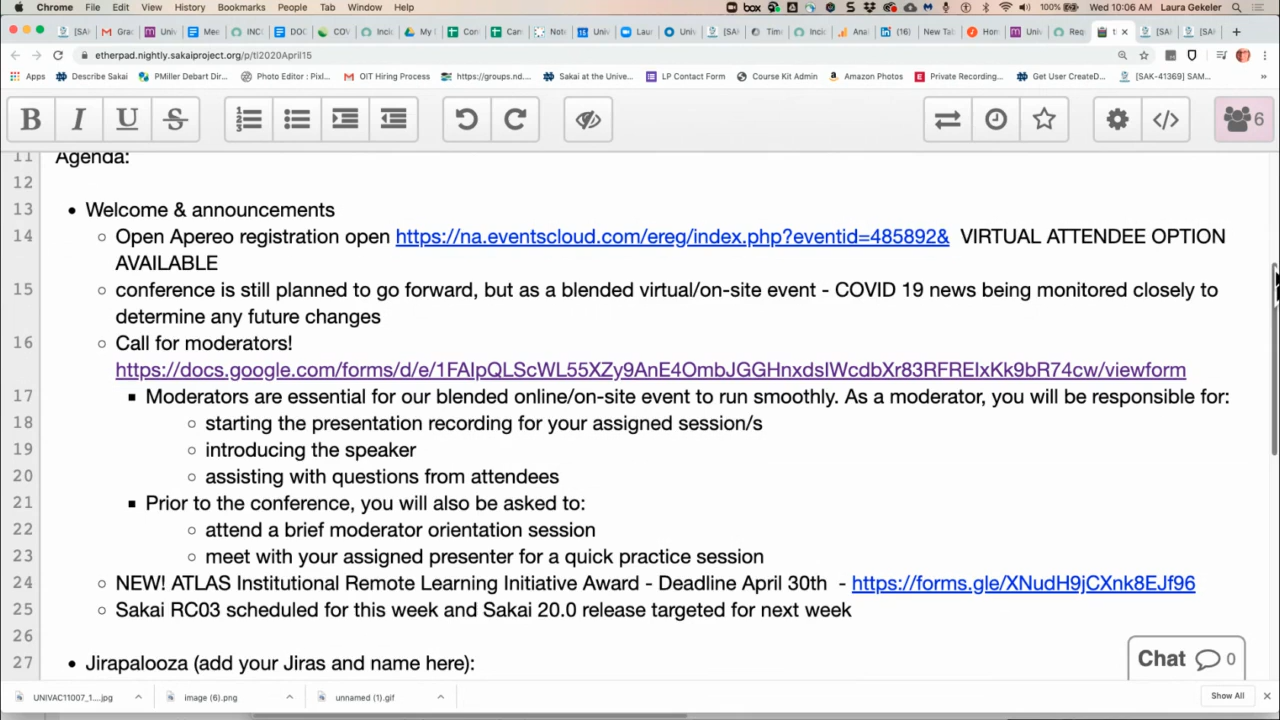 Chrome File Edit View History Bookmarks People Tab Window Help box 100% Wed 10:06 AM Laura Gekeler
etherpad.nightly.sakaiproject.org/p/ti2020April15
Apps Describe Sakai PMiller Debart Dir... Photo Editor : Pixl... OIT Hiring Process https://groups.nd.... Sakai at the Unive... LP Contact Form Course Kit Admin Amazon Photos Private Recording... Get User CreateD... [SAK-41369] SAM...
B I U S 6
11 Agenda:
12
13 Welcome & announcements
14 Open Apereo registration open https://na.eventscloud.com/ereg/index.php?eventid=485892& VIRTUAL ATTENDEE OPTION
AVAILABLE
15 conference is still planned to go forward, but as a blended virtual/on-site event - COVID 19 news being monitored closely to
determine any future changes
16 Call for moderators!
https://docs.google.com/forms/d/e/1FAIpQLScWL55XZy9AnE4OmbJGGHnxdsIWcdbXr83RFREIxKk9bR74cw/viewform
17 Moderators are essential for our blended online/on-site event to run smoothly. As a moderator, you will be responsible for:
18 starting the presentation recording for your assigned session/s
19 introducing the speaker
20 assisting with questions from attendees
21 Prior to the conference, you will also be asked to:
22 attend a brief moderator orientation session
23 meet with your assigned presenter for a quick practice session
24 NEW! ATLAS Institutional Remote Learning Initiative Award - Deadline April 30th - https://forms.gle/XNudH9jCXnk8EJf96
25 Sakai RC03 scheduled for this week and Sakai 20.0 release targeted for next week
26
27 Jirapalooza (add your Jiras and name here):
Chat 0
UNIVAC11007_1....jpg image (6).png unnamed (1).gif Show All